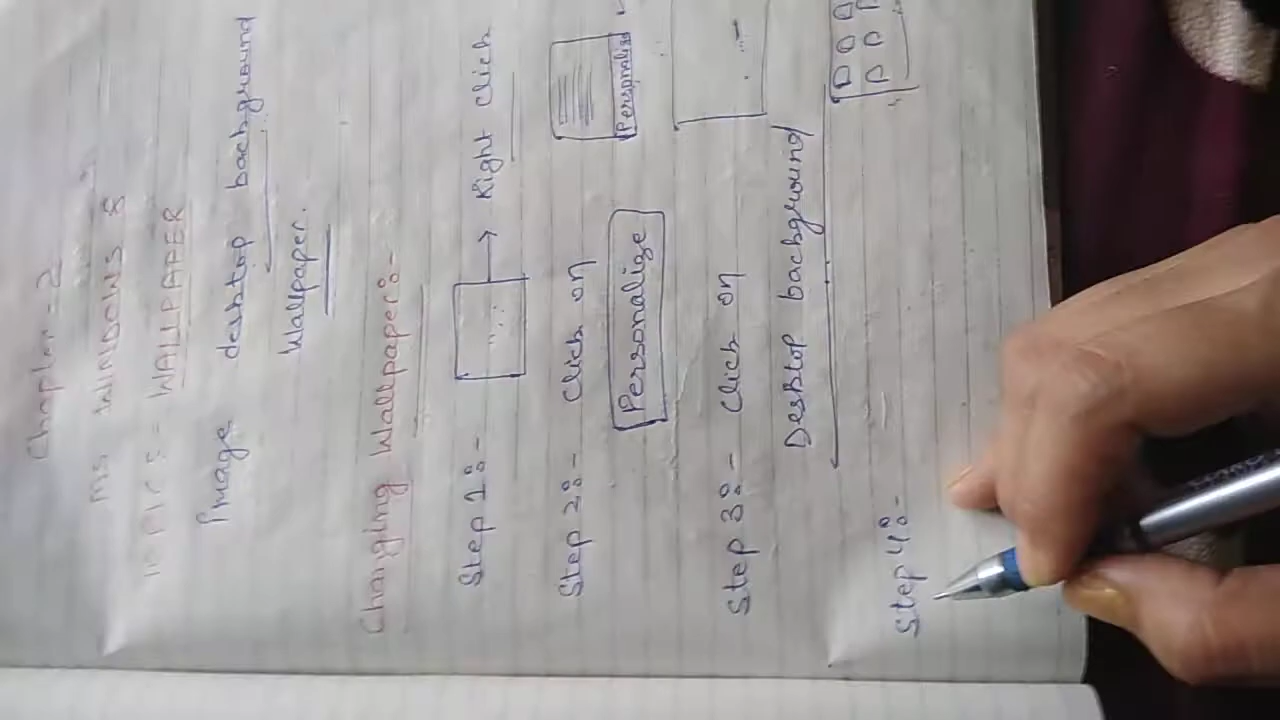 Chapter-2
MS WINDOWS 8
TOPIC:- WALLPAPER
Image desktop background
Wallpaper.
Changing Wallpaper:-
Step 1:- → Right click
Step 2:- Click on
Personalize
Personalize
Step 3:- Click on
Desktop background
Step 4:-